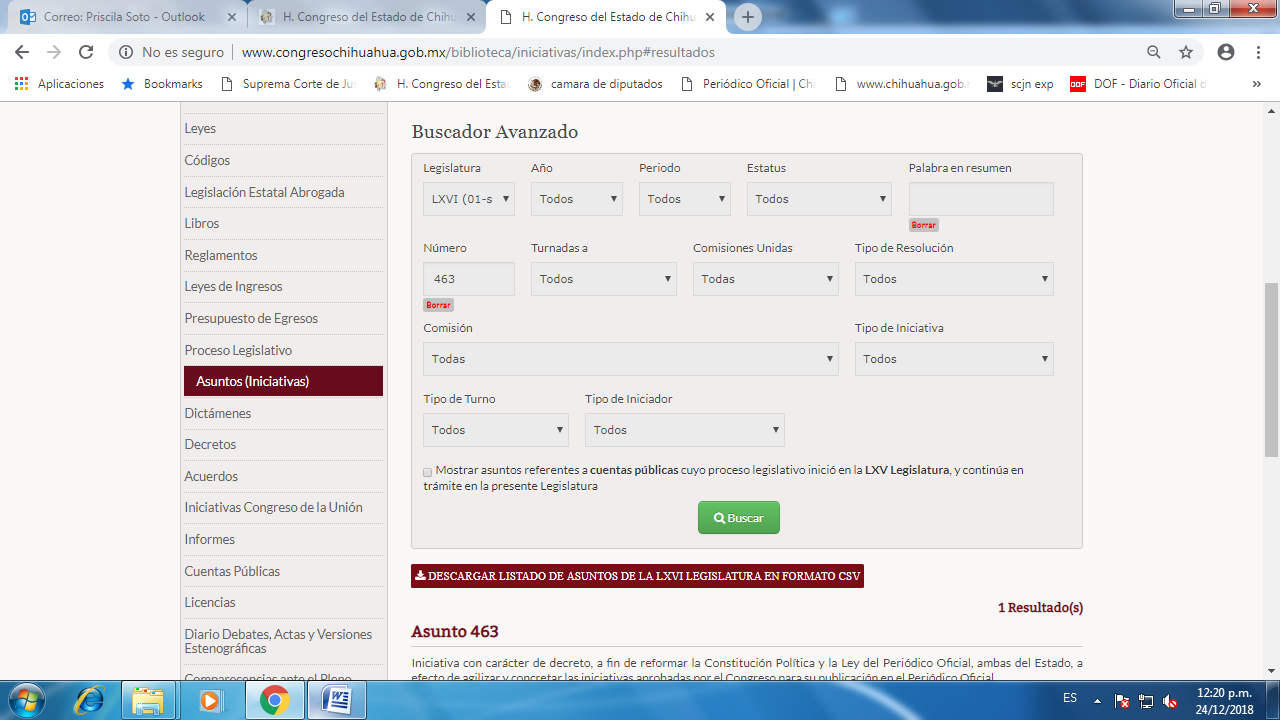 Correo: Priscila Soto - Outlook
H. Congreso del Estado de Chihu
H. Congreso del Estado de Chihu
No es seguro | www.congresochihuahua.gob.mx/biblioteca/iniciativas/index.php#resultados
Aplicaciones
Bookmarks
Suprema Corte de Ju
H. Congreso del Esta
camara de diputados
Periódico Oficial | Ch
www.chihuahua.gob.
scjn exp
DOF
DOF - Diario Oficial d
»
Leyes
Códigos
Legislación Estatal Abrogada
Libros
Reglamentos
Leyes de Ingresos
Presupuesto de Egresos
Proceso Legislativo
Asuntos (Iniciativas)
Dictámenes
Decretos
Acuerdos
Iniciativas Congreso de la Unión
Informes
Cuentas Públicas
Licencias
Diario Debates, Actas y Versiones
Estenográficas
Comparecencias ante el Pleno
Buscador Avanzado
Legislatura Año Periodo Estatus Palabra en resumen
LXVI (01-s Todos Todos Todos
Borrar
Número Turnadas a Comisiones Unidas Tipo de Resolución
463 Todos Todas Todos
Borrar
Comisión Tipo de Iniciativa
Todas Todos
Tipo de Turno Tipo de Iniciador
Todos Todos
Mostrar asuntos referentes a cuentas públicas cuyo proceso legislativo inició en la LXV Legislatura, y continúa en
trámite en la presente Legislatura
Buscar
DESCARGAR LISTADO DE ASUNTOS DE LA LXVI LEGISLATURA EN FORMATO CSV
1 Resultado(s)
Asunto 463
Iniciativa con carácter de decreto, a fin de reformar la Constitución Política y la Ley del Periódico Oficial, ambas del Estado, a
efecto de agilizar y concretar las iniciativas aprobadas por el Congreso para su publicación en el Periódico Oficial.
ES
12:20 p.m.
24/12/2018